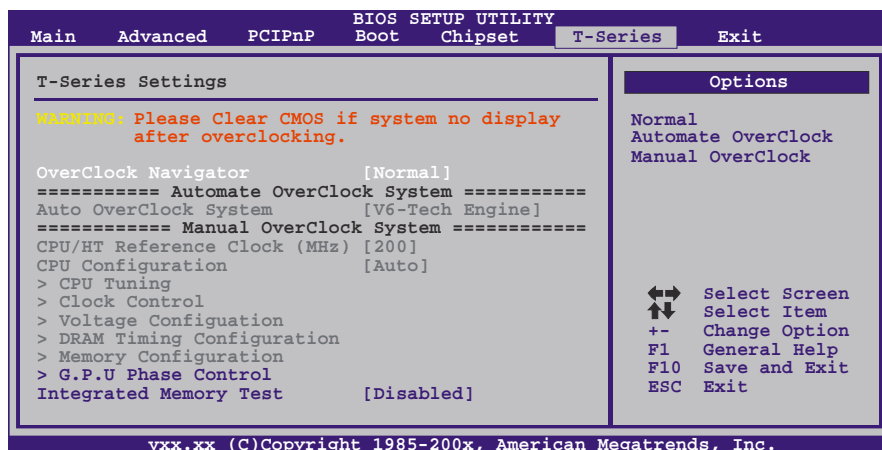 BIOS SETUP UTILITY
Main Advanced PCIPnP Boot Chipset T-Series Exit
T-Series Settings
WARNING: Please Clear CMOS if system no display
after overclocking.
OverClock Navigator [Normal]
=========== Automate OverClock System ===========
Auto OverClock System [V6-Tech Engine]
============ Manual OverClock System ============
CPU/HT Reference Clock (MHz) [200]
CPU Configuration [Auto]
> CPU Tuning
> Clock Control
> Voltage Configuation
> DRAM Timing Configuration
> Memory Configuration
> G.P.U Phase Control
Integrated Memory Test [Disabled]
Options
Normal
Automate OverClock
Manual OverClock
Select Screen
Select Item
+- Change Option
F1 General Help
F10 Save and Exit
ESC Exit
vxx.xx (C)Copyright 1985-200x, American Megatrends, Inc.